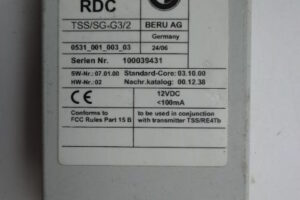 RDC
TSS/SG-G3/2
BERU AG
Germany
0531_001_003_03
24/06
Serien Nr. 100039431
SW-Nr.: 07.01.00 Standard-Core: 03.10.00
HW-Nr.: 02 Nachr.katalog: 00.12.38
CE
12VDC
<100mA
Conforms to
FCC Rules Part 15 B
to be used in conjunction
with transmitter TSS/RE4Tb